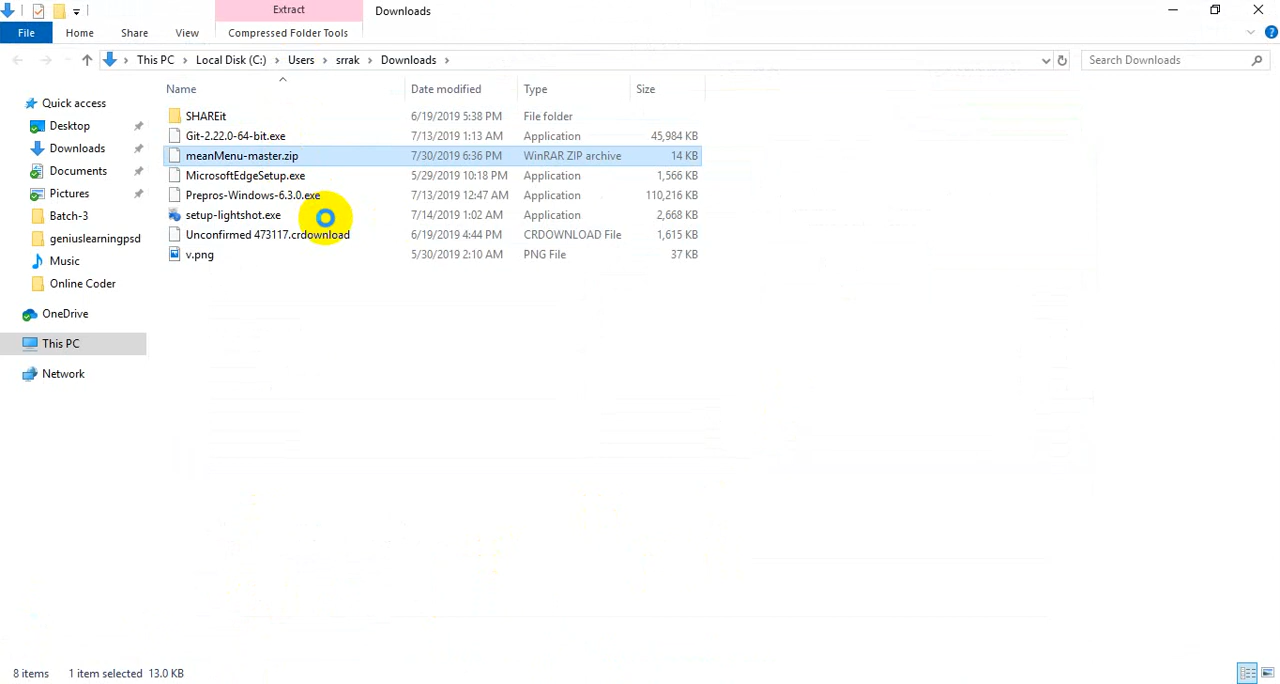 Extract Downloads
File Home Share View Compressed Folder Tools
This PC Local Disk (C:) Users srrak Downloads Search Downloads
Name Date modified Type Size
Quick access
Desktop
Downloads
Documents
Pictures
Batch-3
geniuslearningpsd
Music
Online Coder
OneDrive
This PC
Network
SHAREit 6/19/2019 5:38 PM File folder
Git-2.22.0-64-bit.exe 7/13/2019 1:13 AM Application 45,984 KB
meanMenu-master.zip 7/30/2019 6:36 PM WinRAR ZIP archive 14 KB
MicrosoftEdgeSetup.exe 5/29/2019 10:18 PM Application 1,566 KB
Prepros-Windows-6.3.0.exe 7/13/2019 12:47 AM Application 110,216 KB
setup-lightshot.exe 7/14/2019 1:02 AM Application 2,668 KB
Unconfirmed 473117.crdownload 6/19/2019 4:44 PM CRDOWNLOAD File 1,615 KB
v.png 5/30/2019 2:10 AM PNG File 37 KB
8 items 1 item selected 13.0 KB